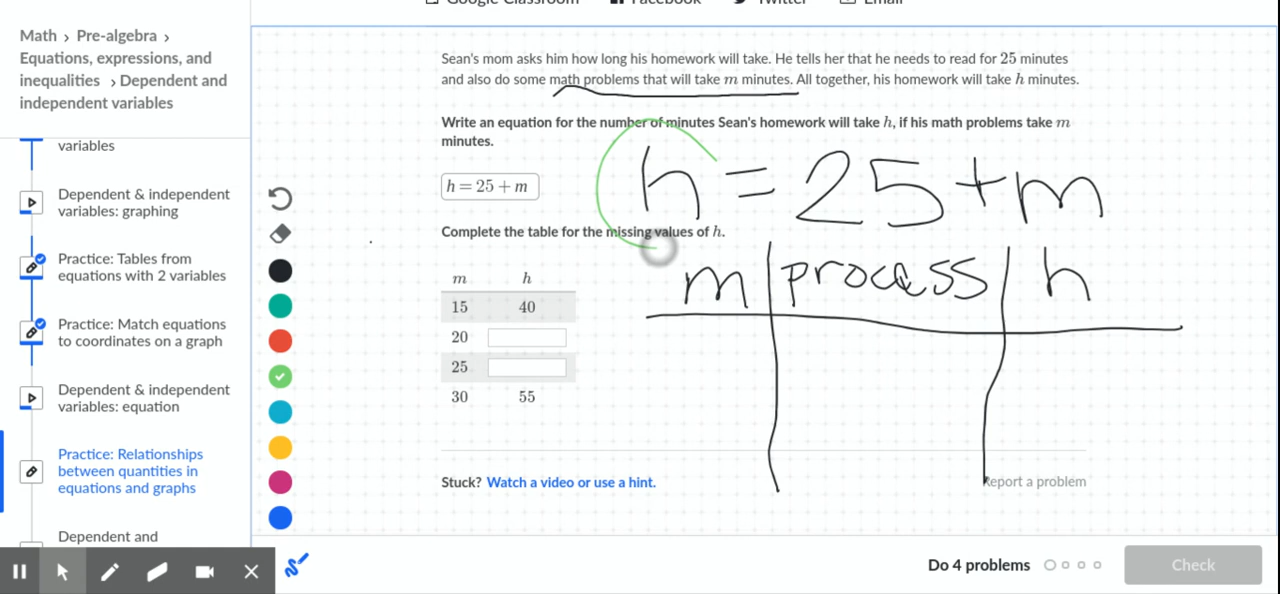 Google Classroom Facebook Twitter Email
Math > Pre-algebra >
Equations, expressions, and
inequalities > Dependent and
independent variables
variables
Dependent & independent
variables: graphing
Practice: Tables from
equations with 2 variables
Practice: Match equations
to coordinates on a graph
Dependent & independent
variables: equation
Practice: Relationships
between quantities in
equations and graphs
Dependent and
Sean's mom asks him how long his homework will take. He tells her that he needs to read for 25 minutes
and also do some math problems that will take m minutes. All together, his homework will take h minutes.
Write an equation for the number of minutes Sean's homework will take h, if his math problems take m
minutes.
h = 25 + m
Complete the table for the missing values of h.
m h
15 40
20
25
30 55
h = 25 + m
m process h
Stuck? Watch a video or use a hint.
Report a problem
Do 4 problems
Check